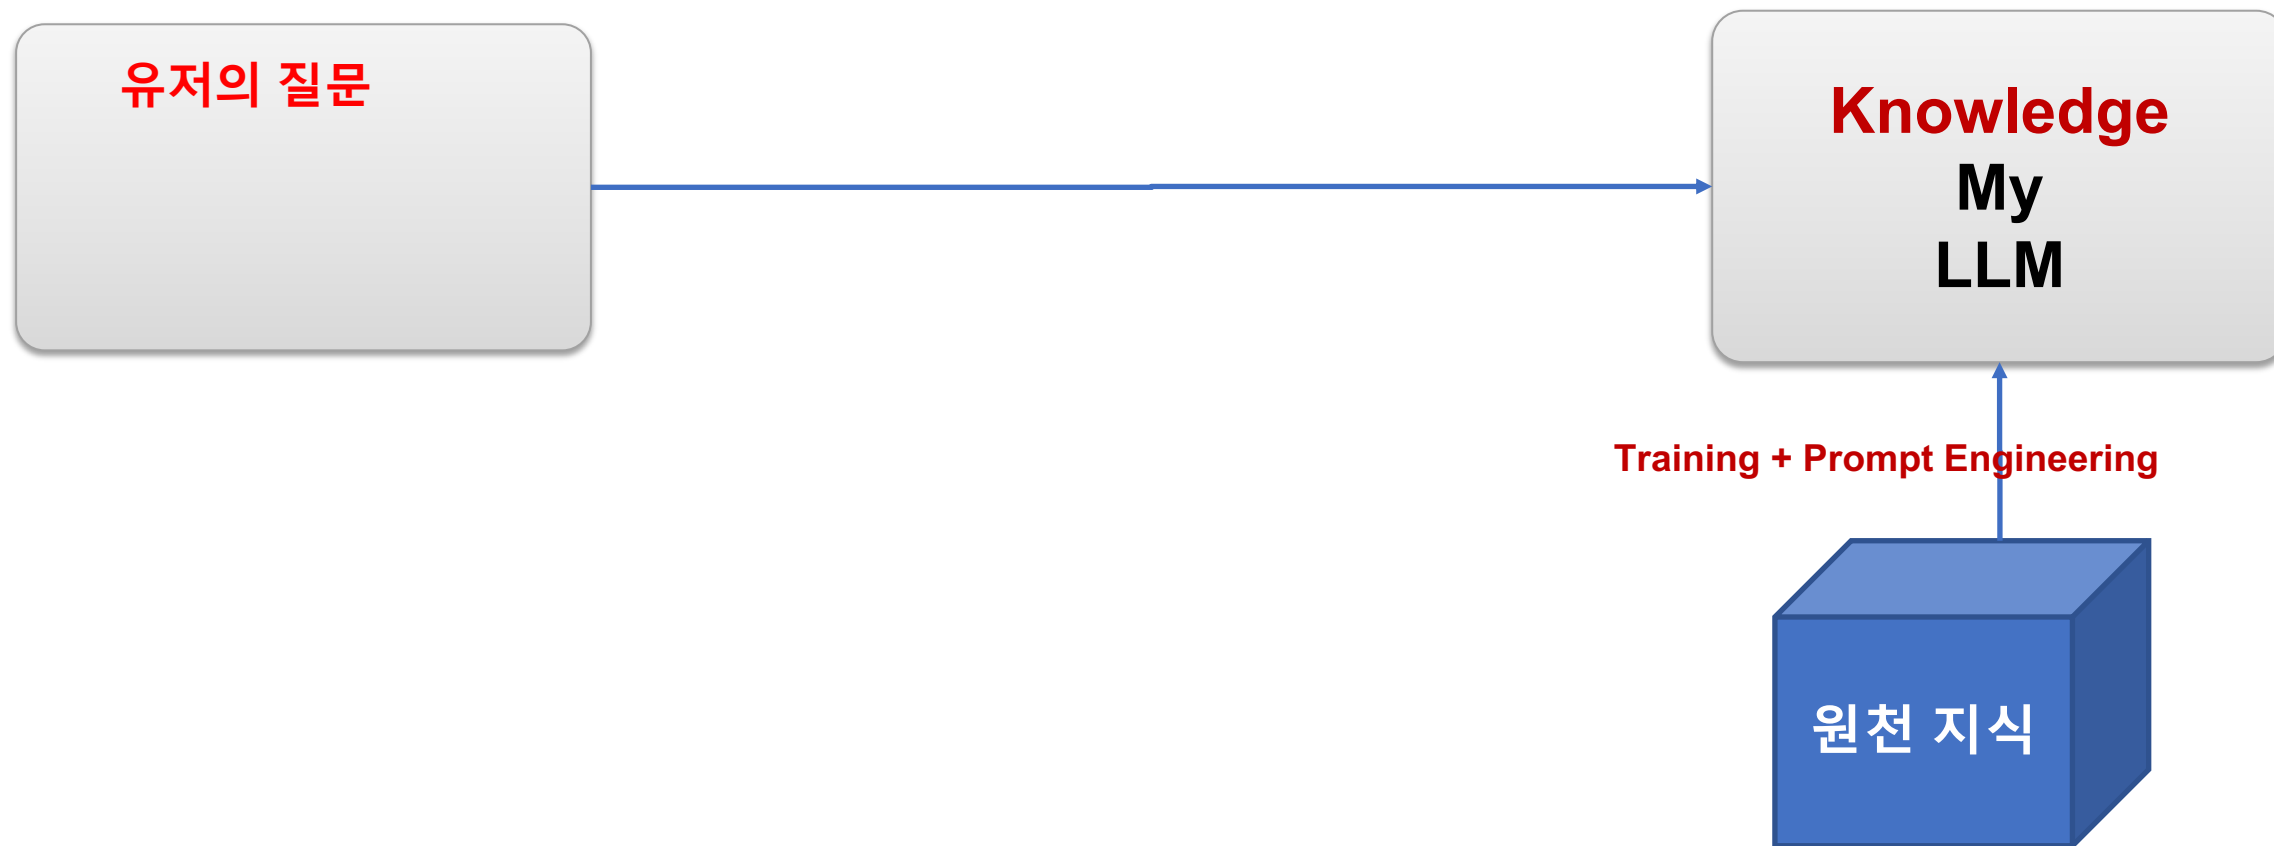 유저의 질문
Knowledge
My
LLM
Training + Prompt Engineering
원천 지식